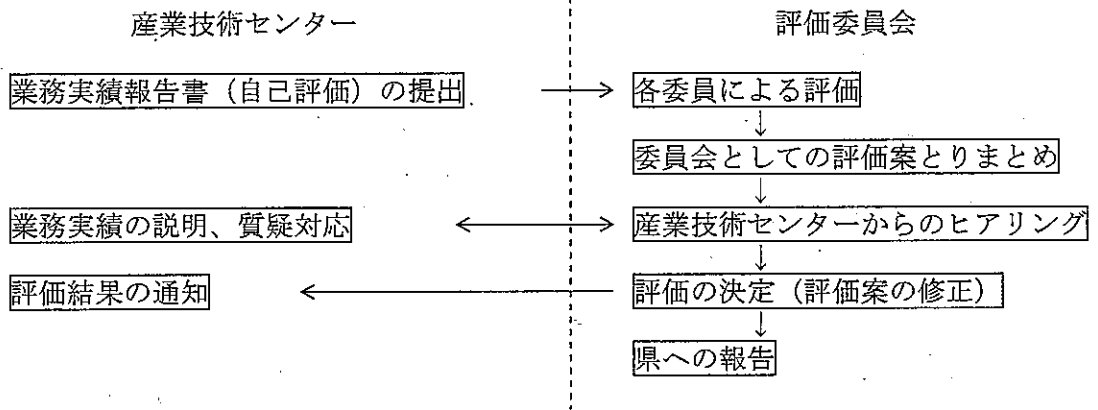 産業技術センター
評価委員会
業務実績報告書（自己評価）の提出
各委員による評価
委員会としての評価案とりまとめ
業務実績の説明、質疑対応
産業技術センターからのヒアリング
評価結果の通知
評価の決定（評価案の修正）
県への報告